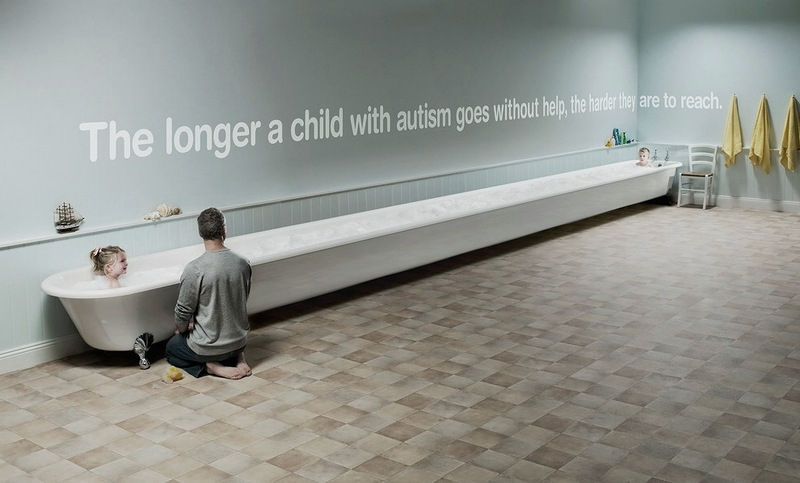 The longer a child with autism goes without help, the harder they are to reach.